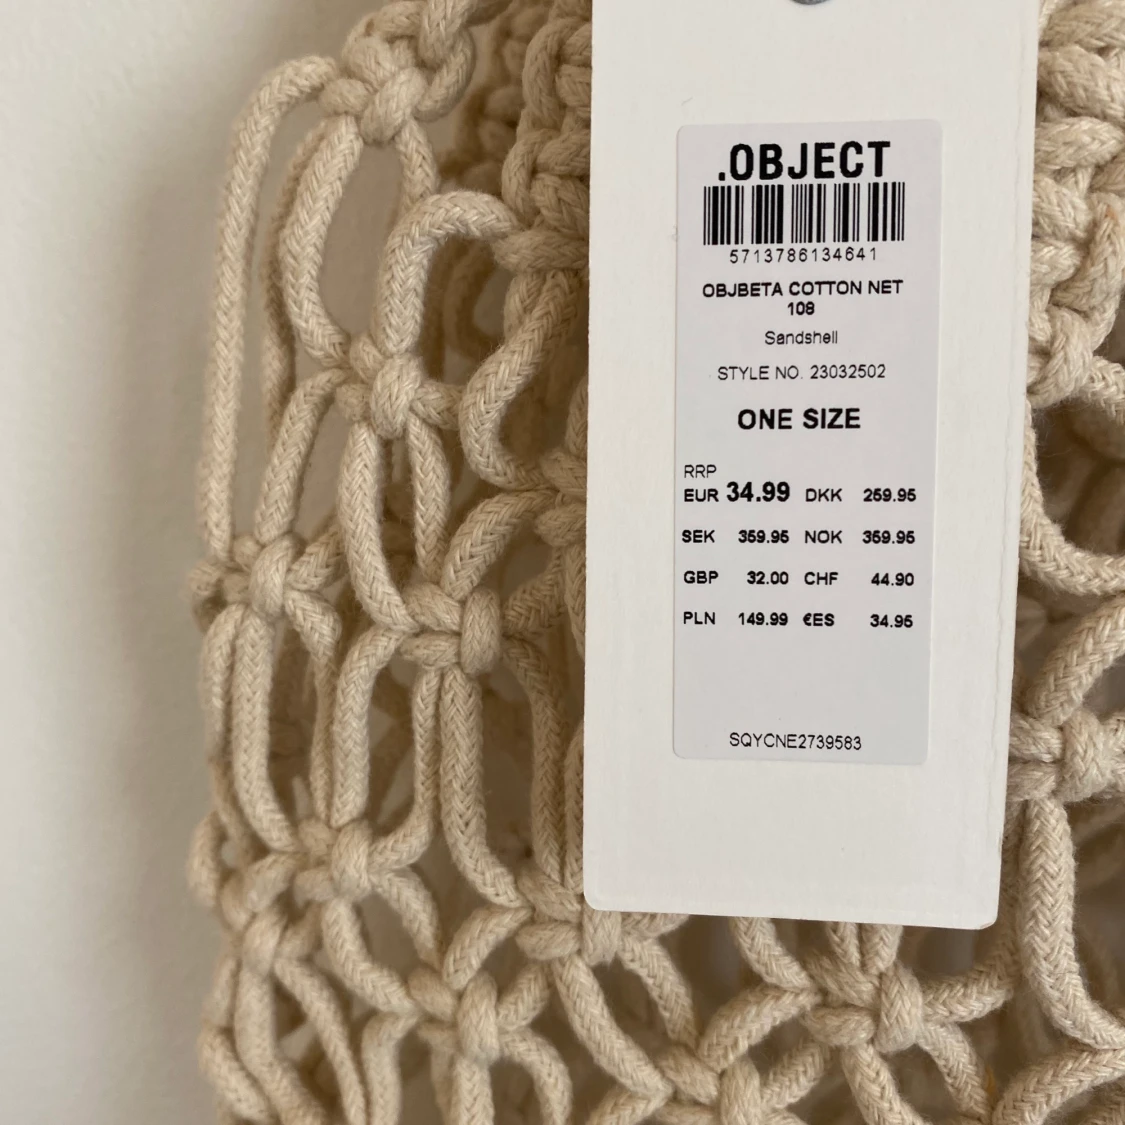 .OBJECT
5713786134641
OBJBETA COTTON NET
108
Sandshell
STYLE NO. 23032502
ONE SIZE
RRP
EUR 34.99 DKK 259.95
SEK 359.95 NOK 359.95
GBP 32.00 CHF 44.90
PLN 149.99 €ES 34.95
SQYCNE2739583